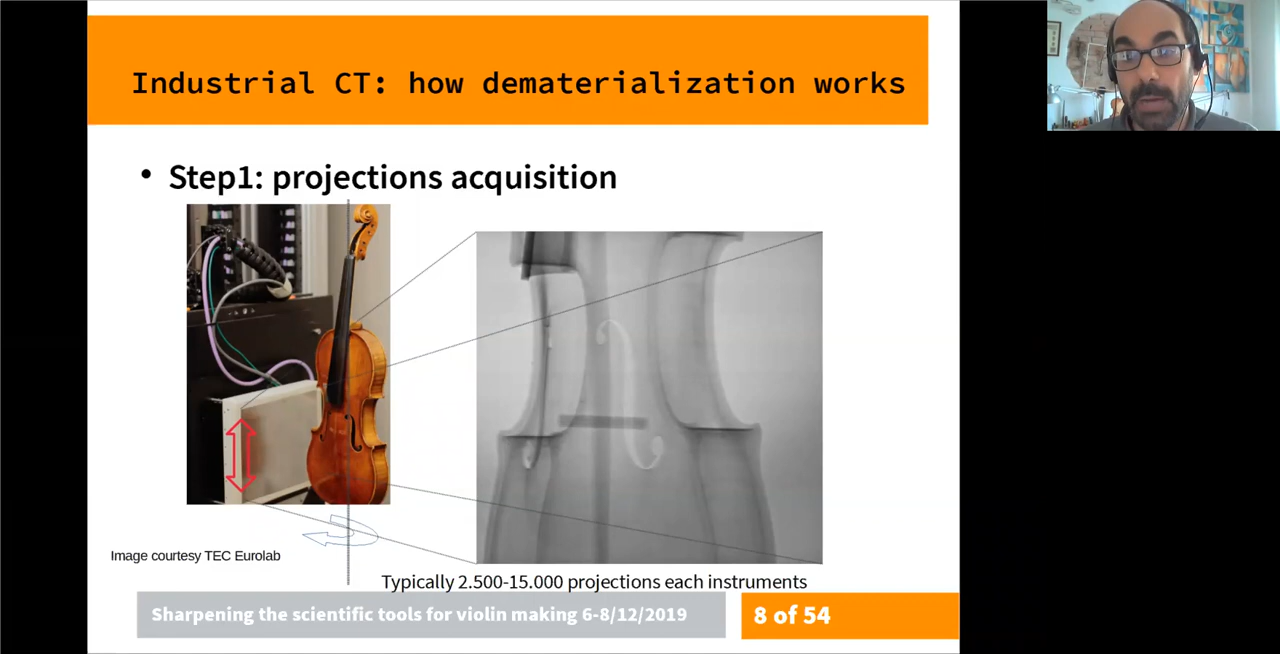 Industrial CT: how dematerialization works
• Step1: projections acquisition
Image courtesy TEC Eurolab
Typically 2.500-15.000 projections each instruments
Sharpening the scientific tools for violin making 6-8/12/2019
8 of 54